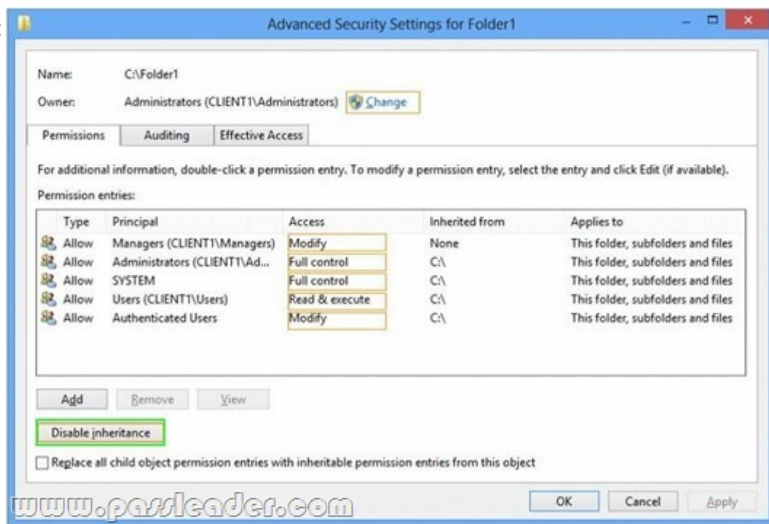 Advanced Security Settings for Folder1
Name: C:\Folder1
Owner: Administrators (CLIENT1\Administrators) Change
Permissions Auditing Effective Access
For additional information, double-click a permission entry. To modify a permission entry, select the entry and click Edit (if available).
Permission entries:
Type Principal Access Inherited from Applies to
Allow Managers (CLIENT1\Managers) Modify None This folder, subfolders and files
Allow Administrators (CLIENT1\Ad... Full control C:\ This folder, subfolders and files
Allow SYSTEM Full control C:\ This folder, subfolders and files
Allow Users (CLIENT1\Users) Read & execute C:\ This folder, subfolders and files
Allow Authenticated Users Modify C:\ This folder, subfolders and files
Add Remove View
Disable inheritance
Replace all child object permission entries with inheritable permission entries from this object
OK Cancel Apply
www.passleader.com